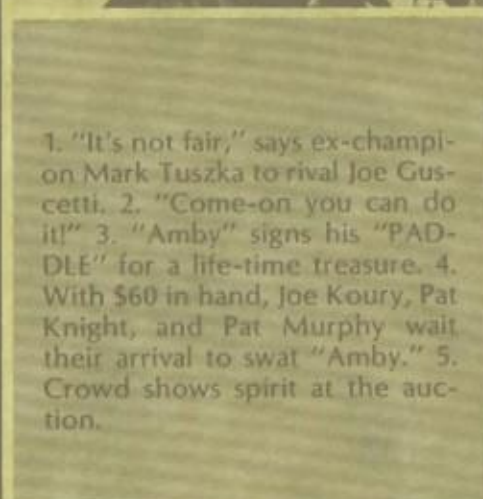 1. "It's not fair," says ex-champi-
on Mark Tuszka to rival Joe Gus-
cetti. 2. "Come-on you can do
it!" 3. "Amby" signs his "PAD-
DLE" for a life-time treasure. 4.
With $60 in hand, Joe Koury, Pat
Knight, and Pat Murphy wait
their arrival to swat "Amby." 5.
Crowd shows spirit at the auc-
tion.